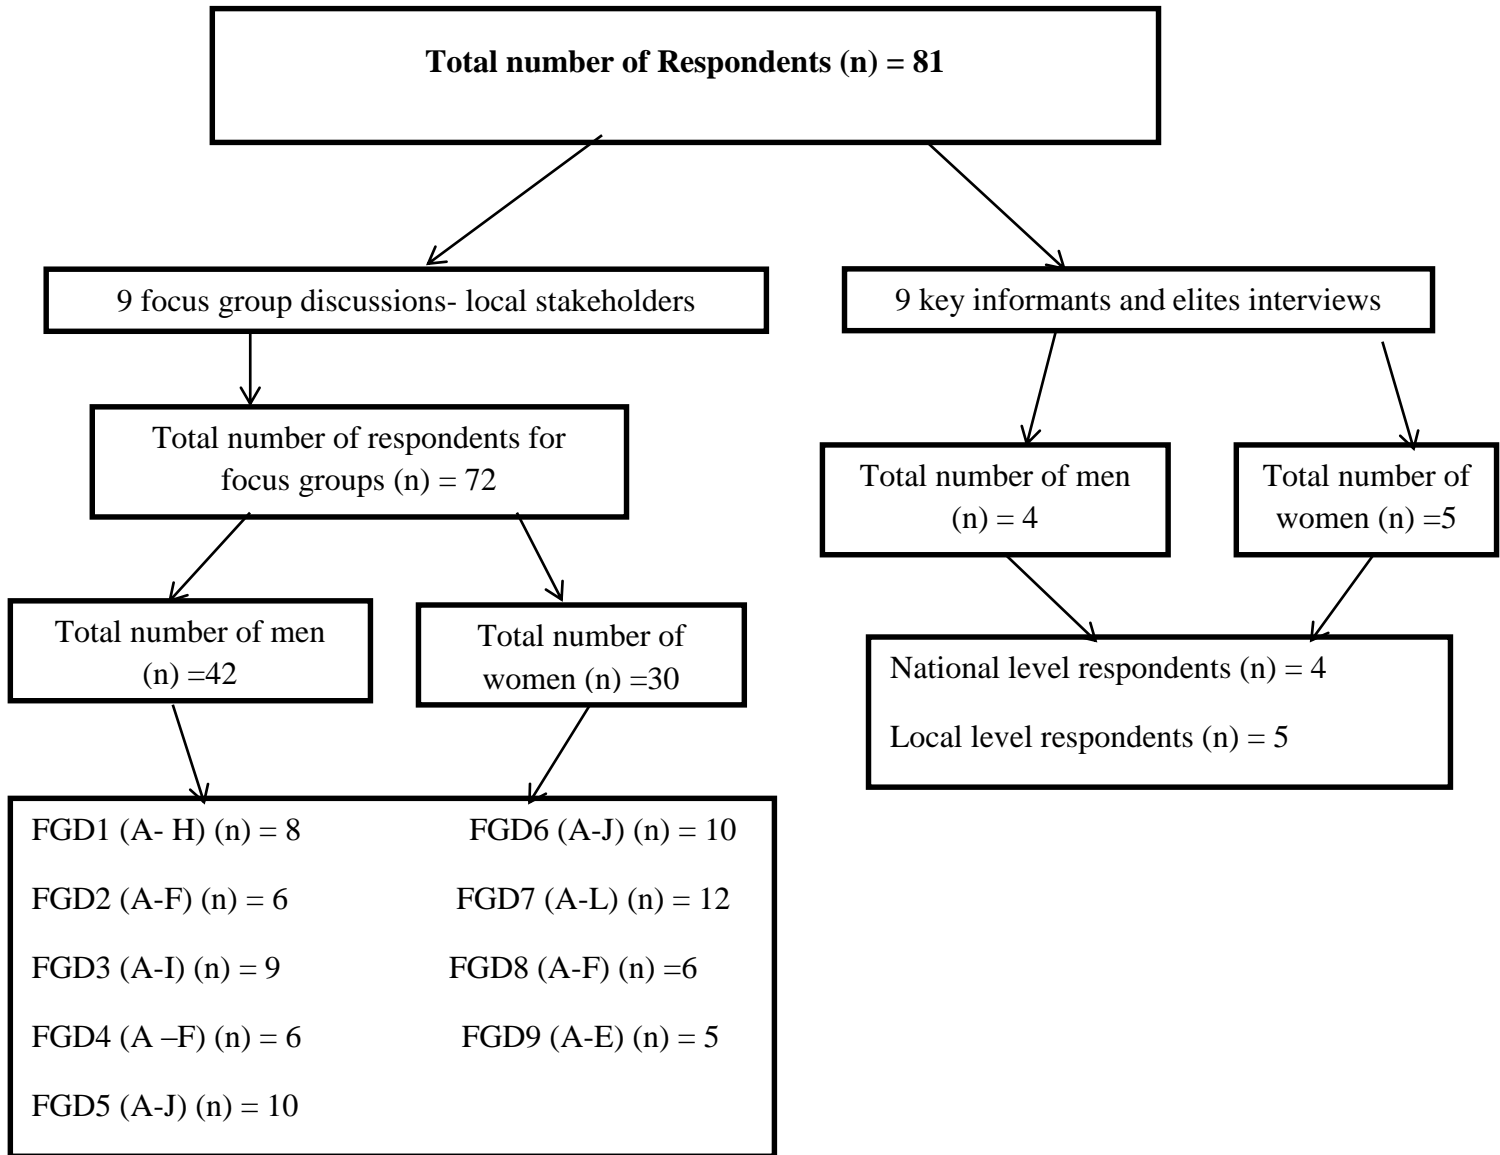 Total number of Respondents (n) = 81
9 focus group discussions- local stakeholders
9 key informants and elites interviews
Total number of respondents for
focus groups (n) = 72
Total number of men
(n) = 4
Total number of
women (n) =5
Total number of men
(n) =42
Total number of
women (n) =30
National level respondents (n) = 4
Local level respondents (n) = 5
FGD1 (A- H) (n) = 8
FGD6 (A-J) (n) = 10
FGD2 (A-F) (n) = 6
FGD7 (A-L) (n) = 12
FGD3 (A-I) (n) = 9
FGD8 (A-F) (n) =6
FGD4 (A –F) (n) = 6
FGD9 (A-E) (n) = 5
FGD5 (A-J) (n) = 10